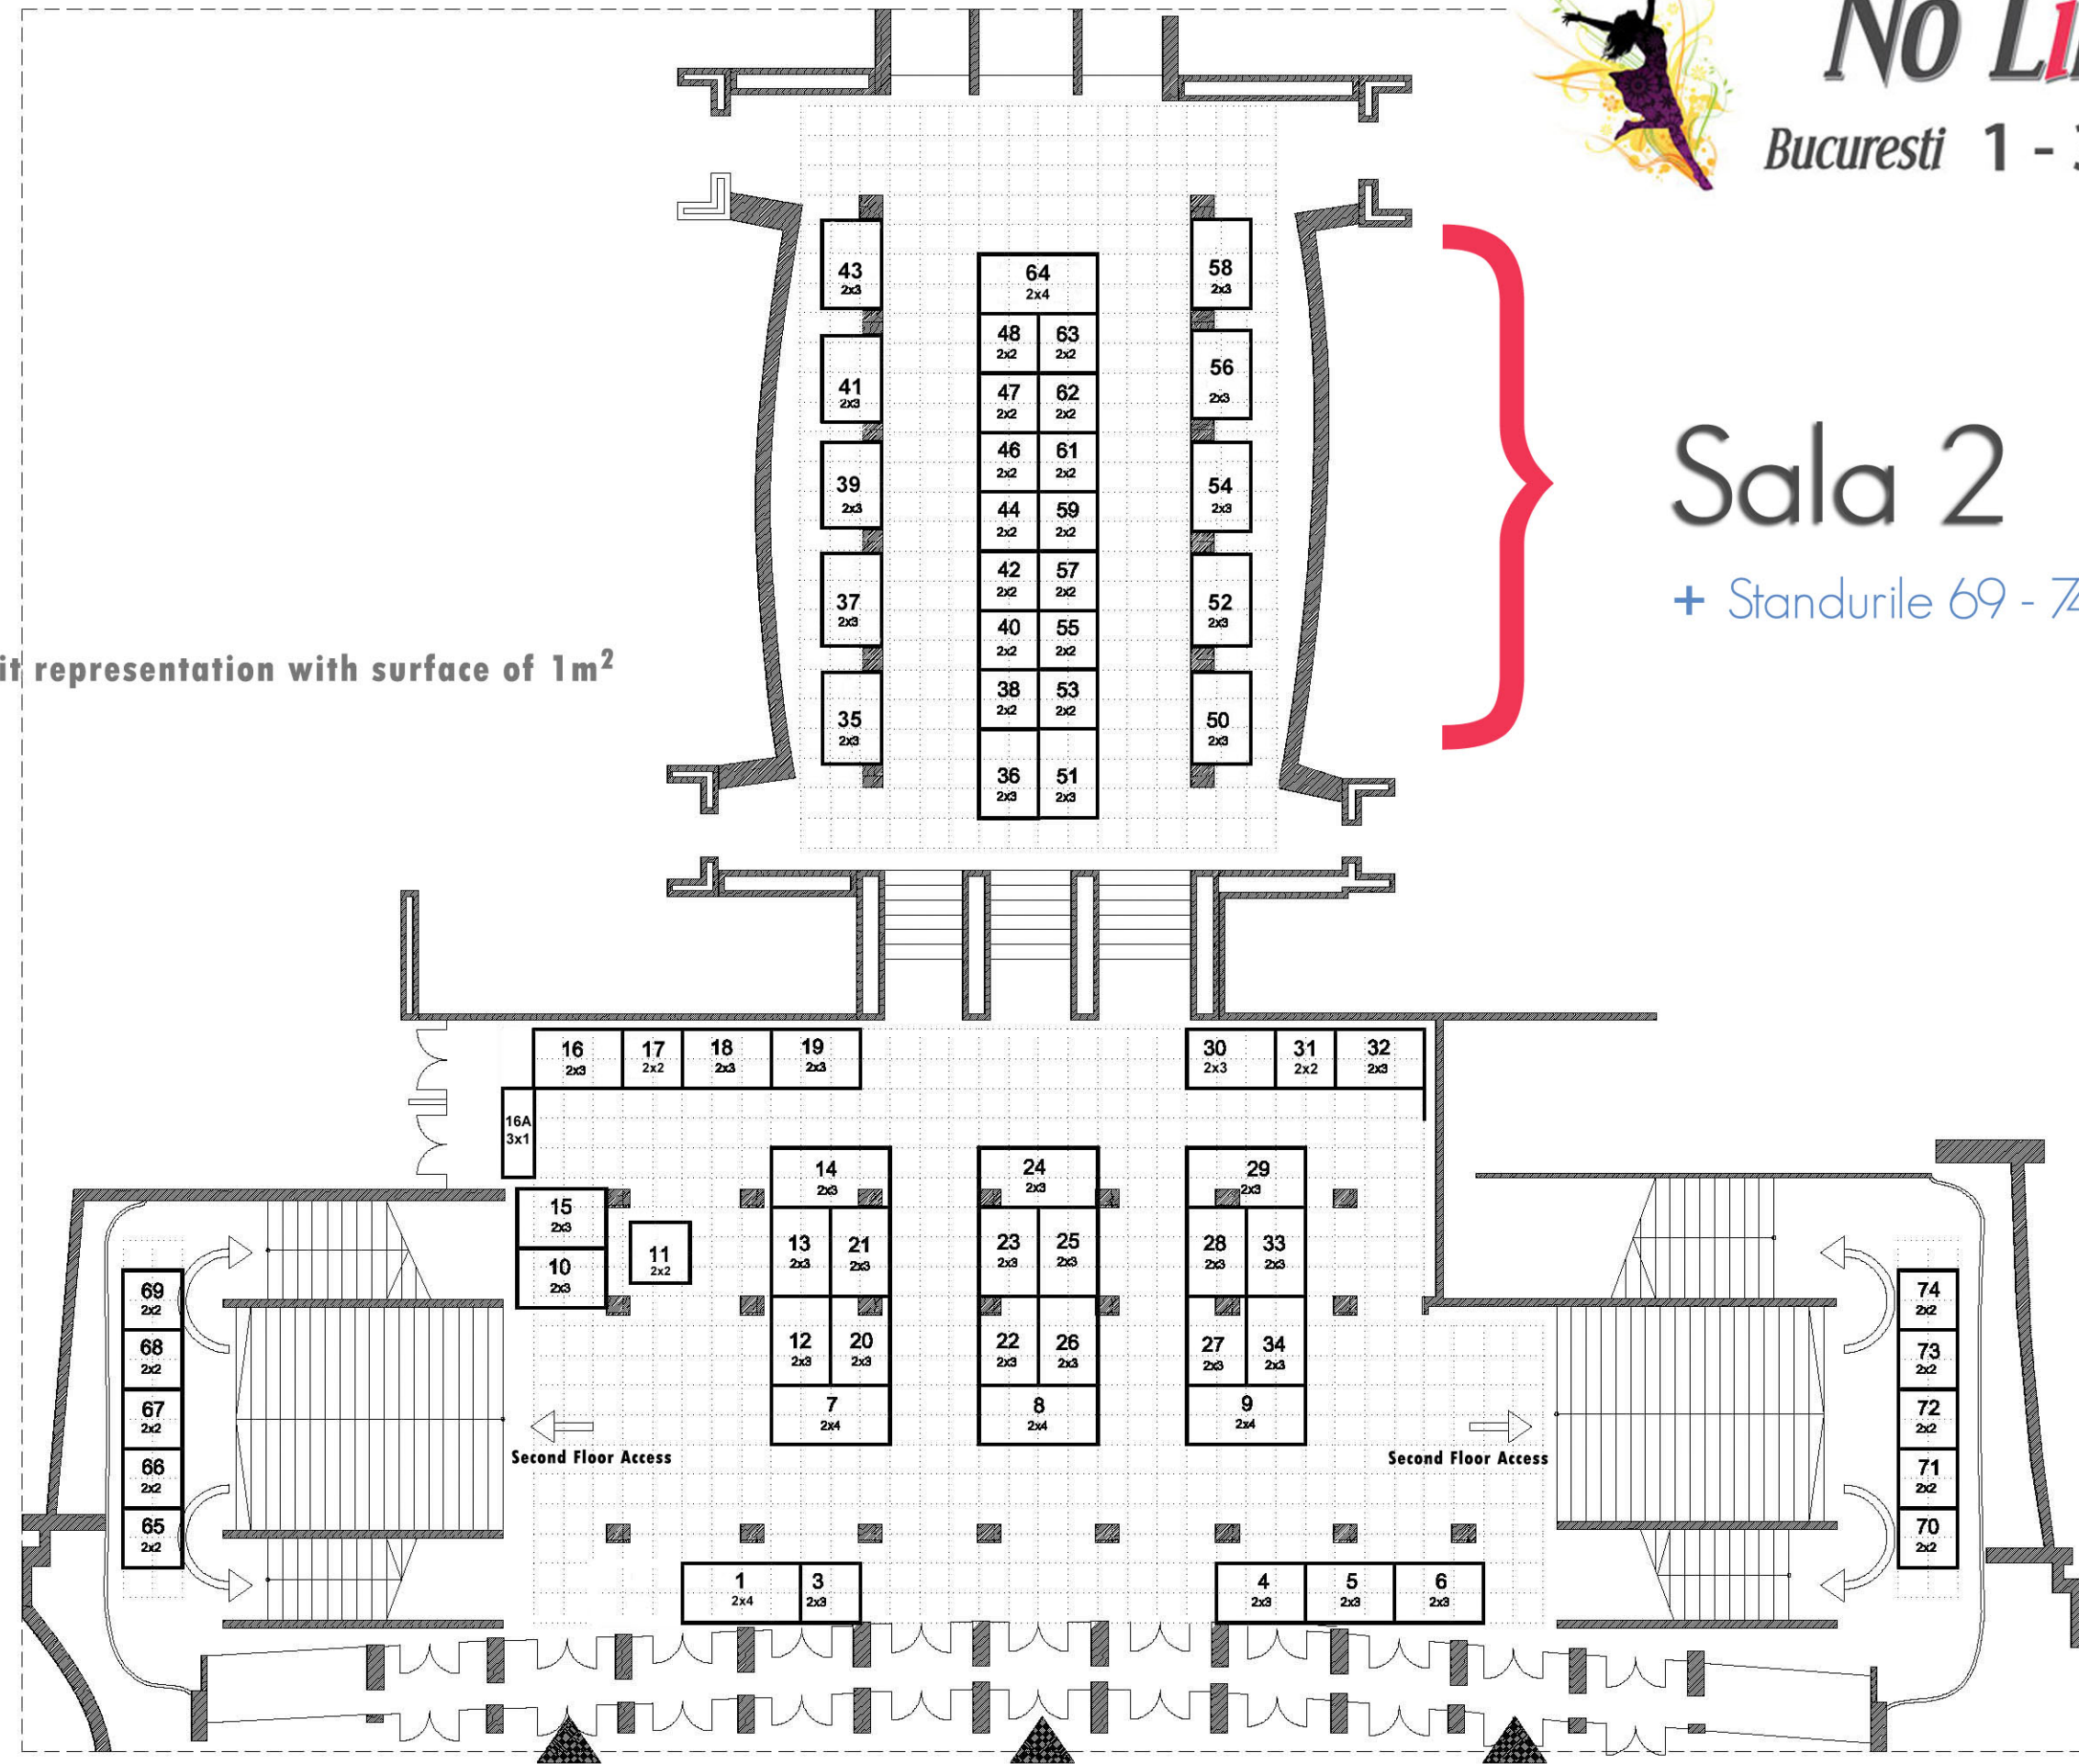 No Li
Bucuresti 1 -
43
2x3
64
2x4
58
2x3
48
2x2
63
2x2
41
2x3
56
2x3
47
2x2
62
2x2
46
2x2
61
2x2
39
2x3
54
2x3
44
2x2
59
2x2
Sala 2
42
2x2
57
2x2
37
2x3
52
2x3
+ Standurile 69 - 74
40
2x2
55
2x2
it representation with surface of 1m²
38
2x2
53
2x2
35
2x3
50
2x3
36
2x3
51
2x3
16
2x3
17
2x2
18
2x3
19
2x3
30
2x3
31
2x2
32
2x3
16A
3x1
14
2x3
24
2x3
29
2x3
15
2x3
13
2x3
21
2x3
23
2x3
25
2x3
28
2x3
33
2x3
11
2x2
10
2x3
69
2x2
74
2x2
68
2x2
12
2x3
20
2x3
22
2x3
26
2x3
27
2x3
34
2x3
73
2x2
67
2x2
7
2x4
8
2x4
9
2x4
72
2x2
Second Floor Access
Second Floor Access
66
2x2
71
2x2
65
2x2
70
2x2
1
2x4
3
2x3
4
2x3
5
2x3
6
2x3